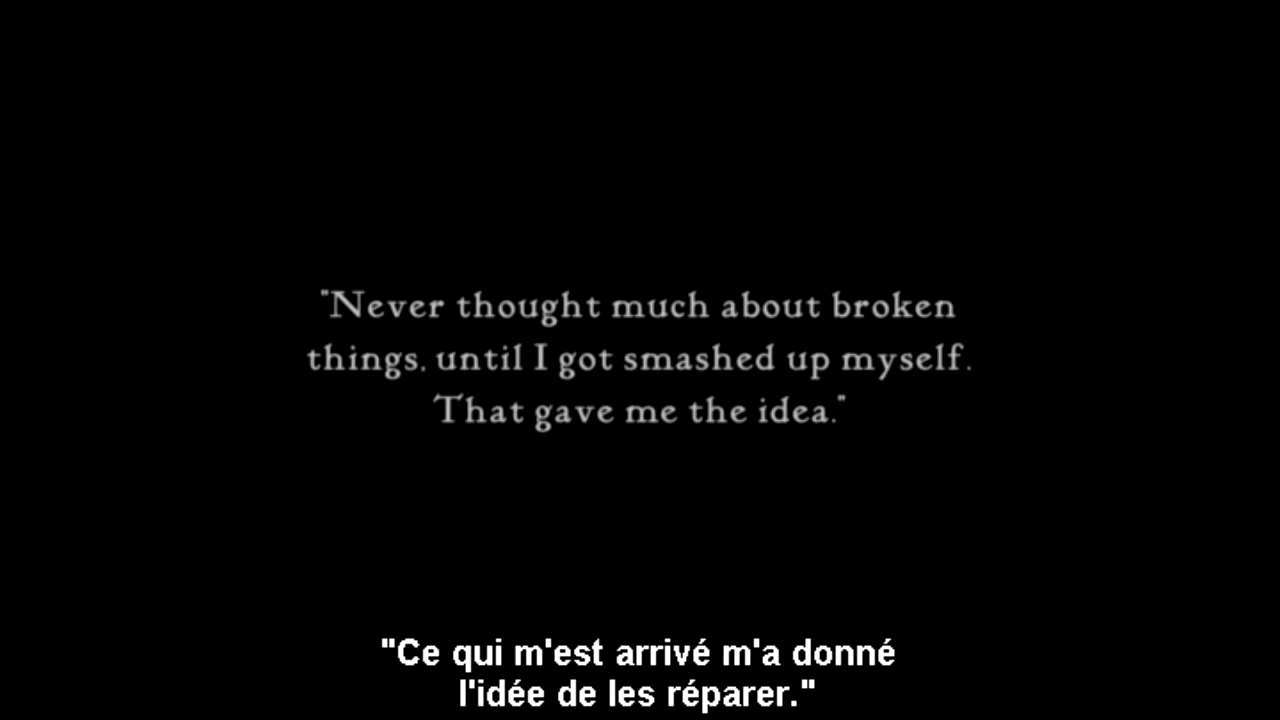 "Never thought much about broken
things, until I got smashed up myself.
That gave me the idea."
"Ce qui m'est arrivé m'a donné
l'idée de les réparer."